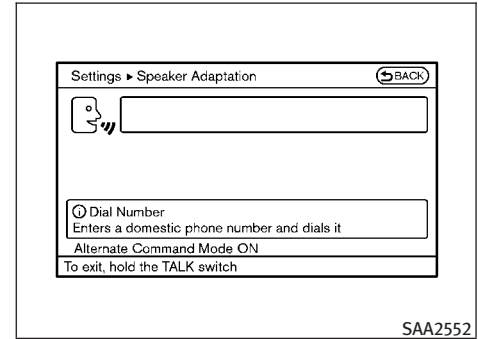 Settings ▸ Speaker Adaptation
BACK
Dial Number
Enters a domestic phone number and dials it
Alternate Command Mode ON
To exit, hold the TALK switch
SAA2552